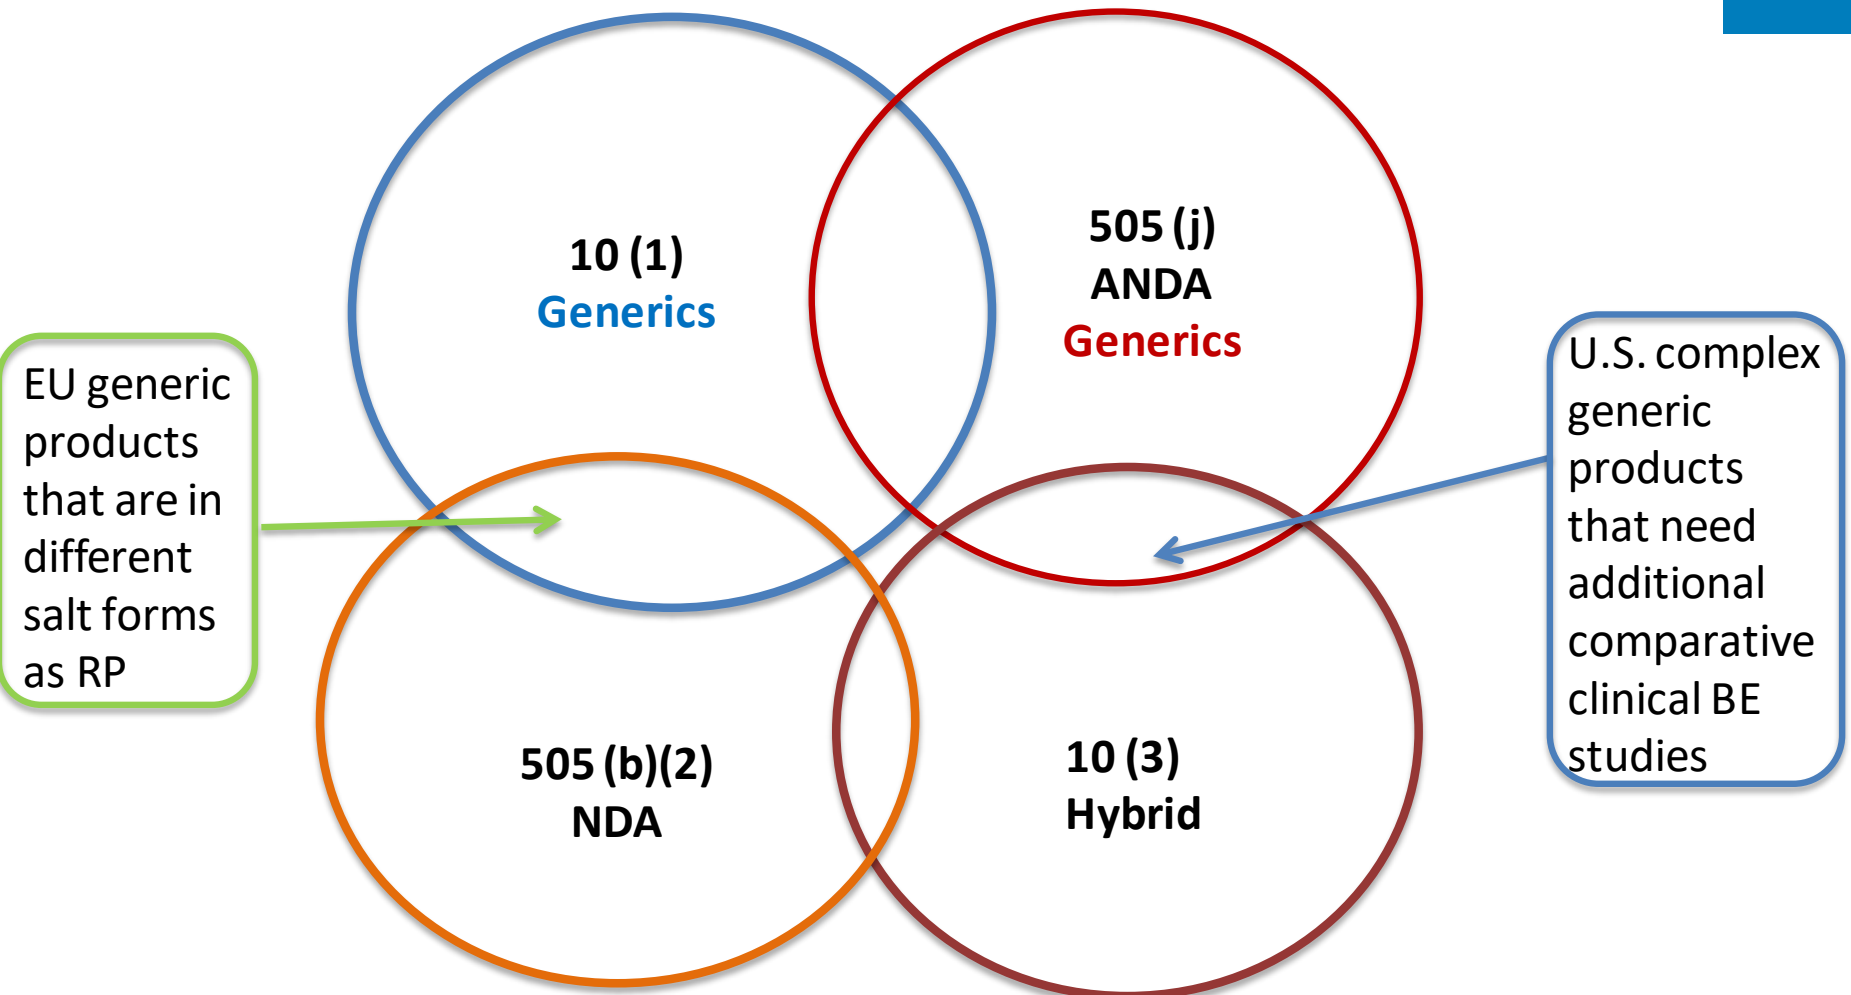 10 (1)
Generics
505 (j)
ANDA
Generics
EU generic
products
that are in
different
salt forms
as RP
U.S. complex
generic
products
that need
additional
comparative
clinical BE
studies
505 (b)(2)
NDA
10 (3)
Hybrid